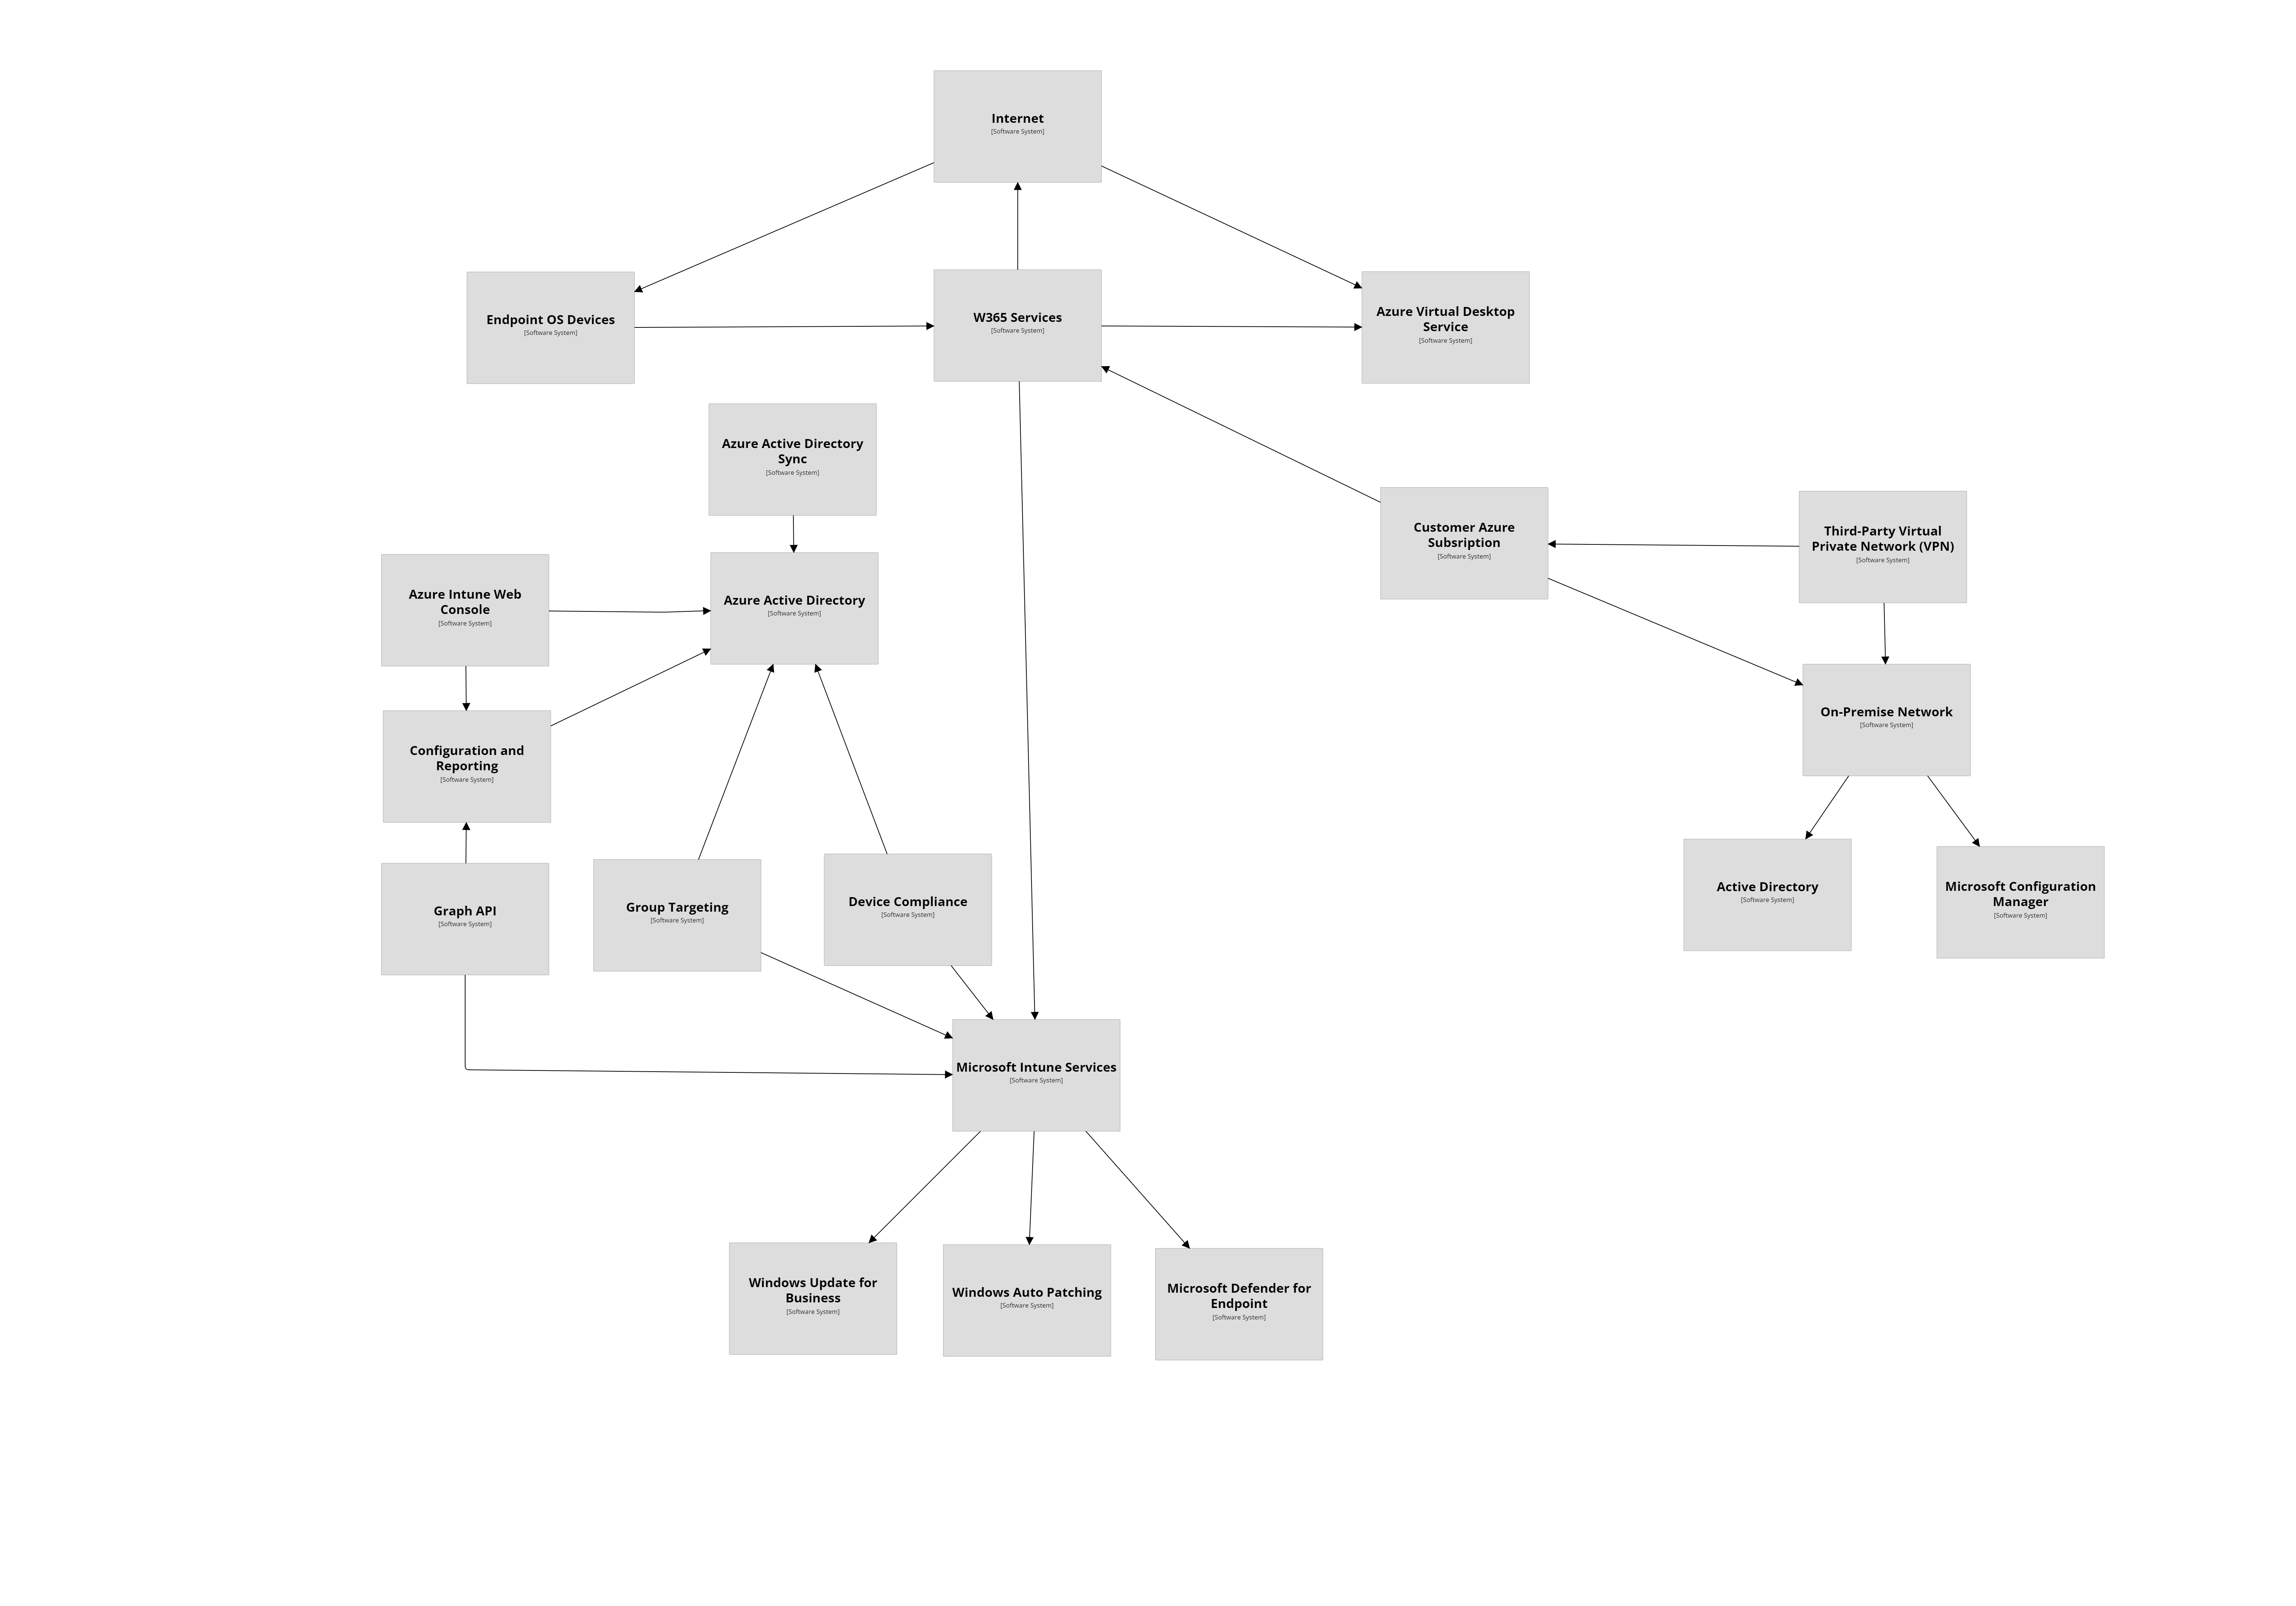 Internet
[Software System]
Endpoint OS Devices
[Software System]
W365 Services
[Software System]
Azure Virtual Desktop
Service
[Software System]
Azure Active Directory
Sync
[Software System]
Customer Azure
Subsription
[Software System]
Third-Party Virtual
Private Network (VPN)
[Software System]
Azure Intune Web
Console
[Software System]
Azure Active Directory
[Software System]
On-Premise Network
[Software System]
Configuration and
Reporting
[Software System]
Graph API
[Software System]
Group Targeting
[Software System]
Device Compliance
[Software System]
Active Directory
[Software System]
Microsoft Configuration
Manager
[Software System]
Microsoft Intune Services
[Software System]
Windows Update for
Business
[Software System]
Windows Auto Patching
[Software System]
Microsoft Defender for
Endpoint
[Software System]